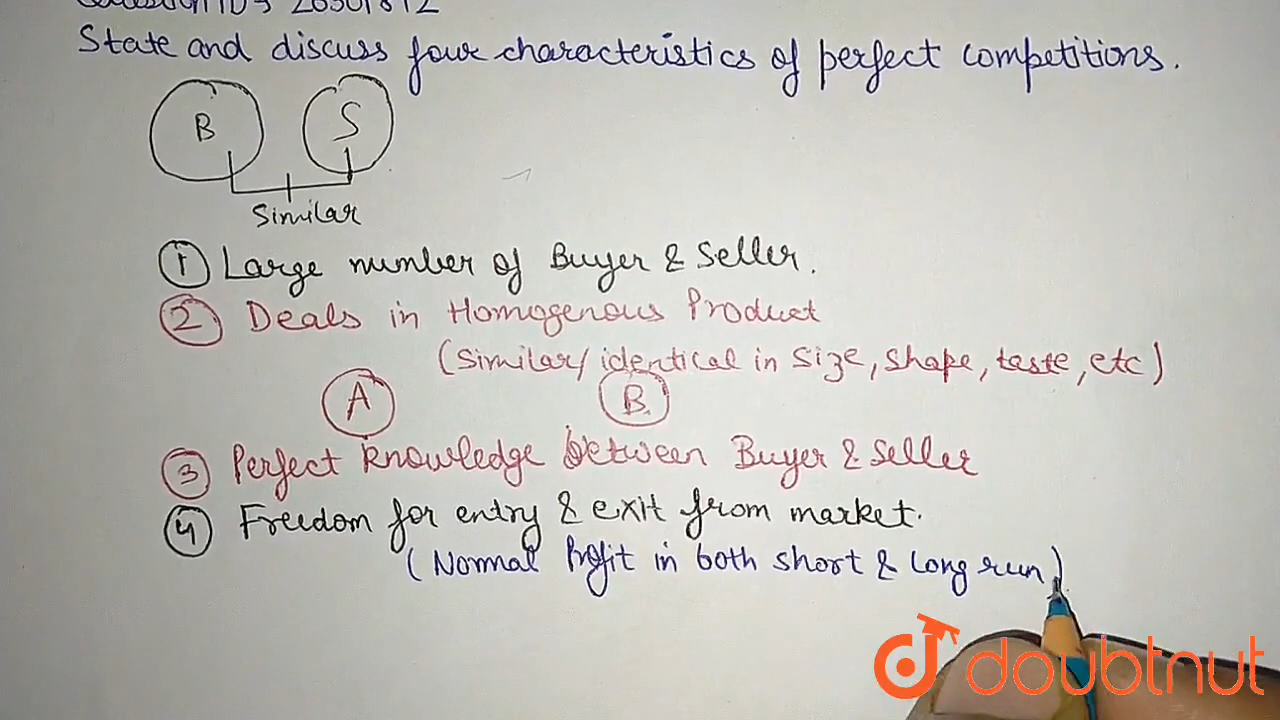 State and discuss four characteristics of perfect competitions.
B S
Similar
1 Large number of Buyer & Seller.
2 Deals in Homogenous Product
(Similar/identical in Size, Shape, taste, etc)
A B.
3 Perfect knowledge between Buyer & Seller
4 Freedom for entry & exit from market.
(Normal Profit in both short & long run)
doubtnut